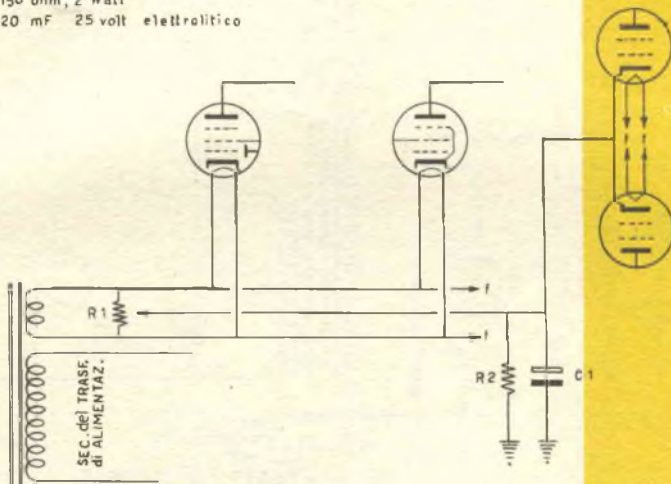 150 ohm, 2 watt
20 mF 25 volt elettrolitico
f f
R1
f
f
R2
C1
SEC. del TRASF.
di ALIMENTAZ.